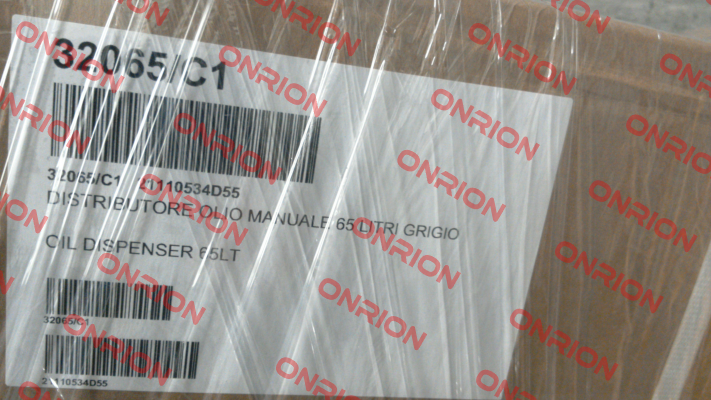 32065/C1
32065/C1 21110534D55
DISTRIBUTORE OLIO MANUALE 65 LITRI GRIGIO
OIL DISPENSER 65LT
32065/C1
21110534D55
ONRION